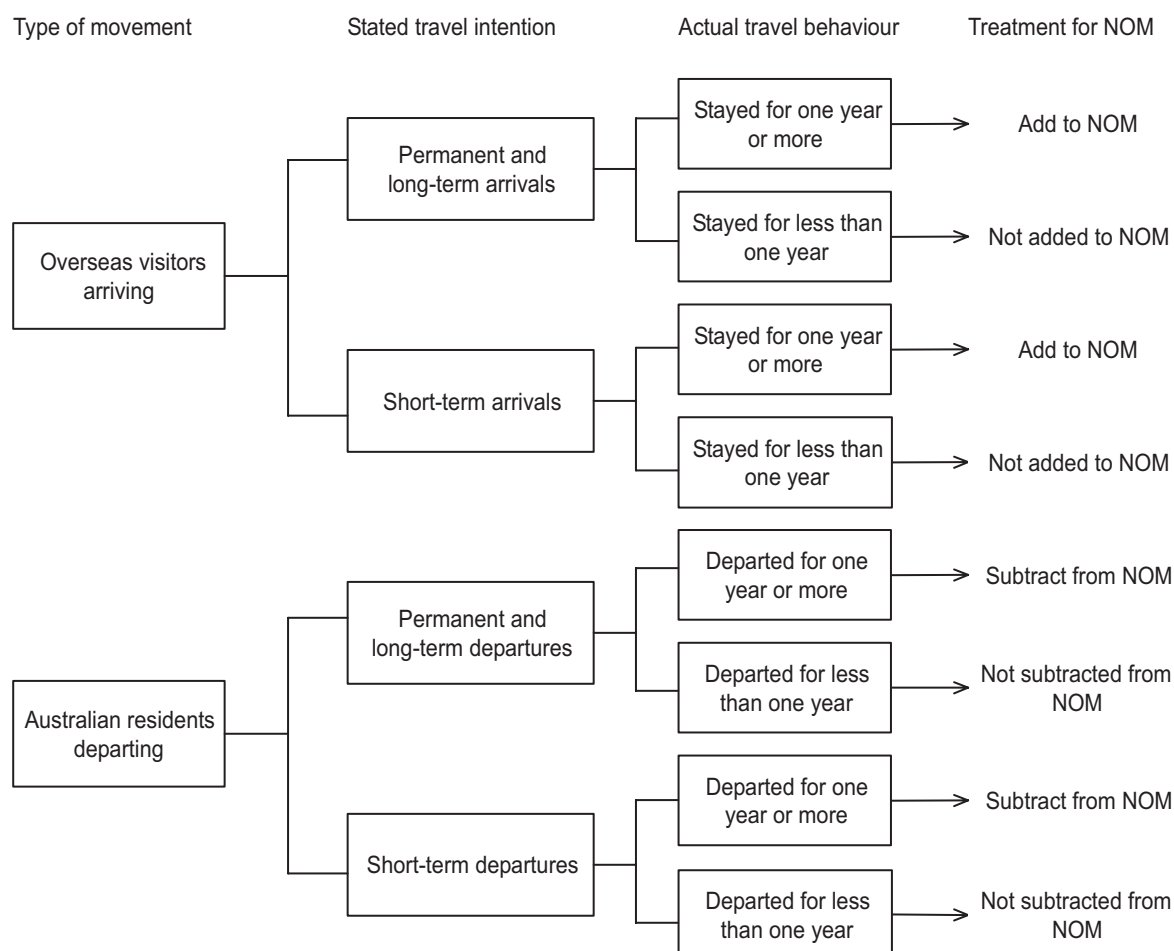 Type of movement
Stated travel intention
Actual travel behaviour
Treatment for NOM
Overseas visitors
arriving
Permanent and
long-term arrivals
Stayed for one year
or more
Add to NOM
Stayed for less than
one year
Not added to NOM
Short-term arrivals
Stayed for one year
or more
Add to NOM
Stayed for less than
one year
Not added to NOM
Australian residents
departing
Permanent and
long-term departures
Departed for one
year or more
Subtract from NOM
Departed for less
than one year
Not subtracted from
NOM
Short-term departures
Departed for one
year or more
Subtract from NOM
Departed for less
than one year
Not subtracted from
NOM